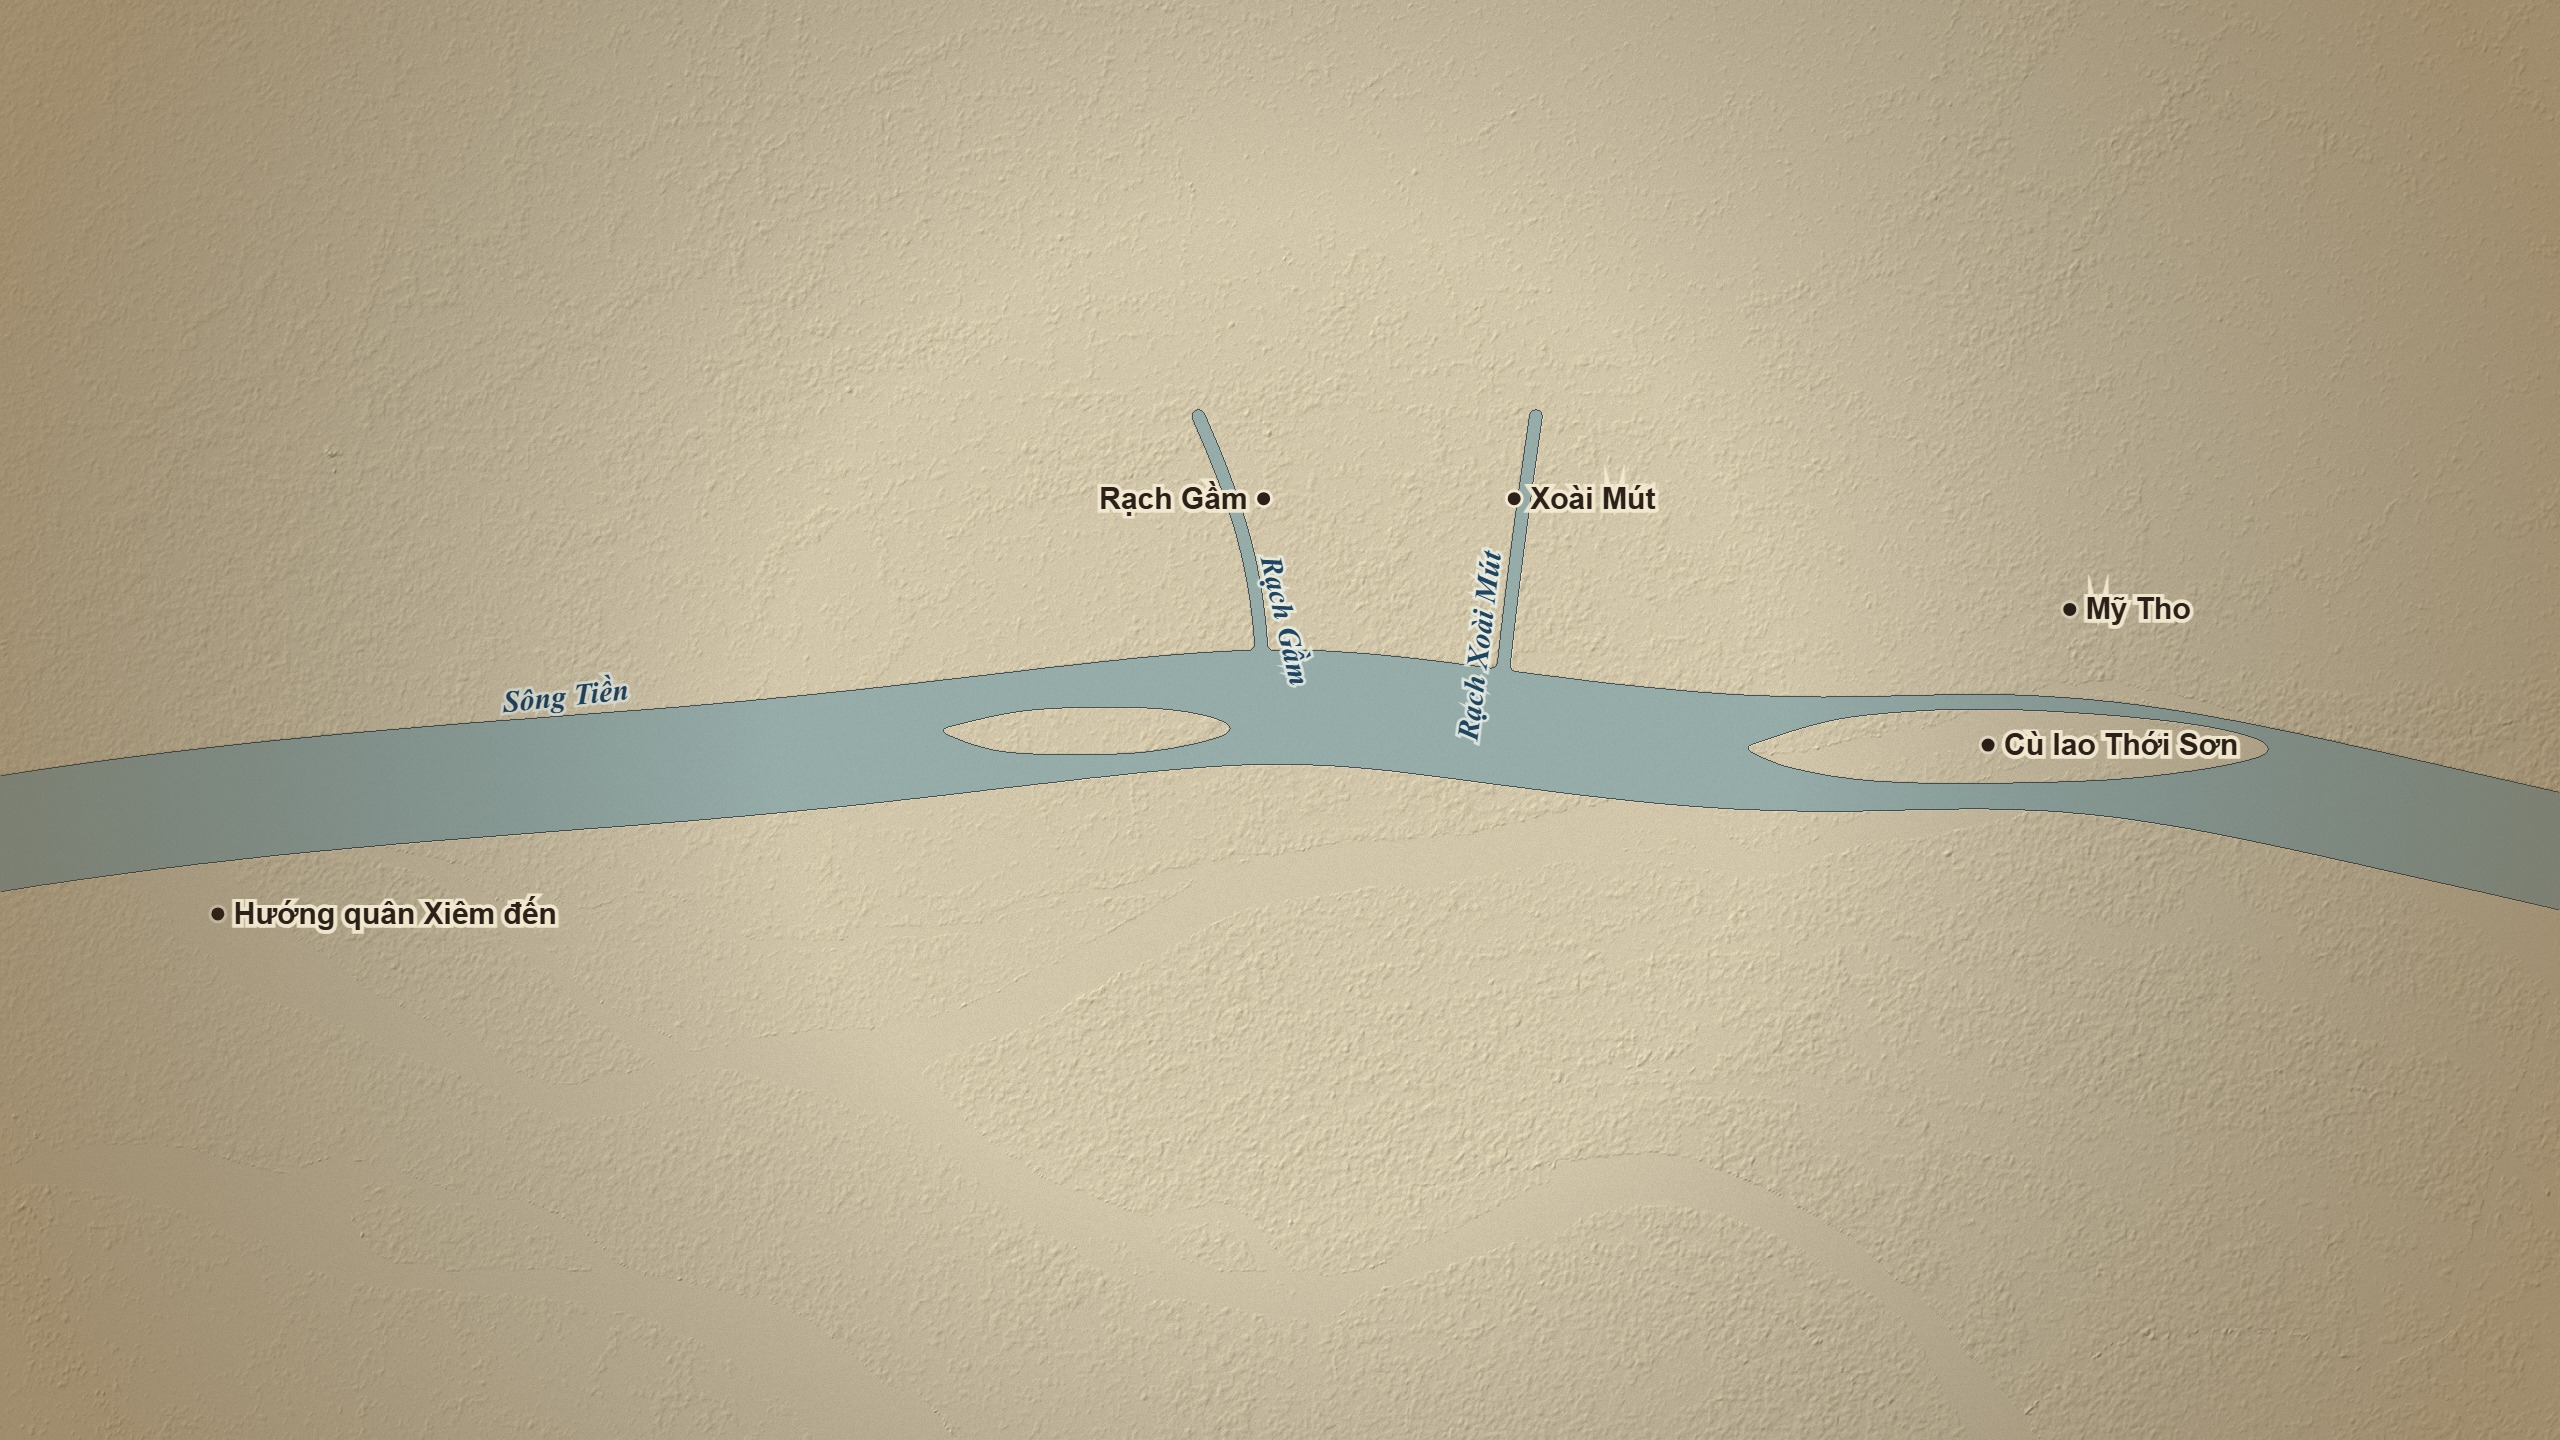 Rạch Gầm
Xoài Mút
Rạch Gầm
Rạch Xoài Mút
Mỹ Tho
Sông Tiền
Cù lao Thới Sơn
Hướng quân Xiêm đến